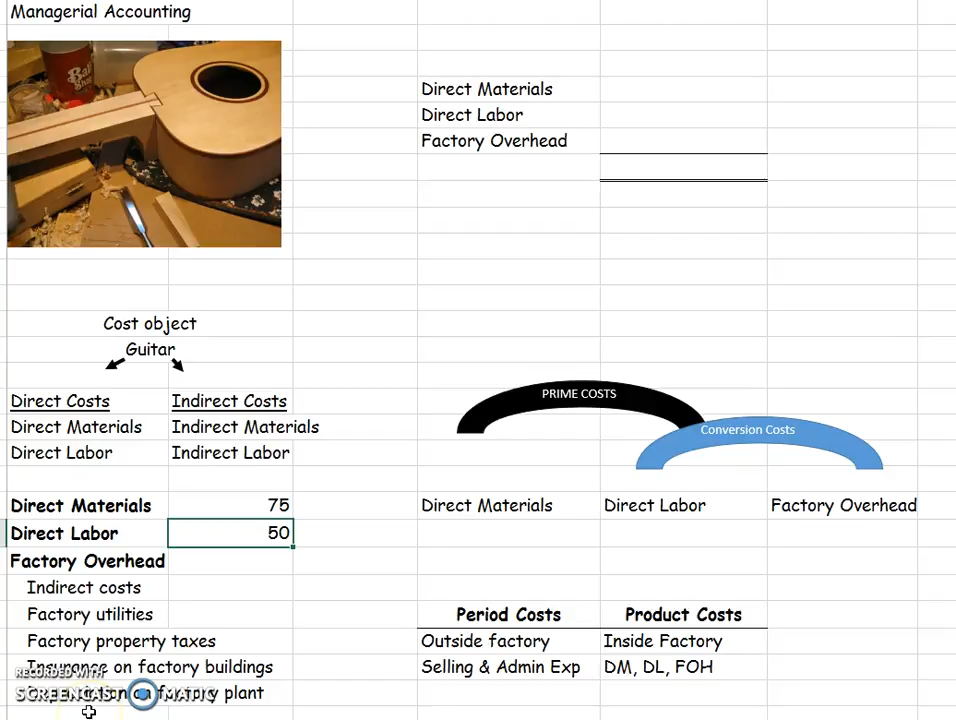 Managerial Accounting
Direct Materials
Direct Labor
Factory Overhead
Cost object
Guitar
Direct Costs Indirect Costs
Direct Materials Indirect Materials
Direct Labor Indirect Labor
PRIME COSTS
Conversion Costs
Direct Materials 75 Direct Materials Direct Labor Factory Overhead
Direct Labor 50
Factory Overhead
Indirect costs
Factory utilities
Factory property taxes
Insurance on factory buildings
factory plant
Period Costs Product Costs
Outside factory Inside Factory
Selling & Admin Exp DM, DL, FOH
RECORDED WITH
SCREENCAST MATIC